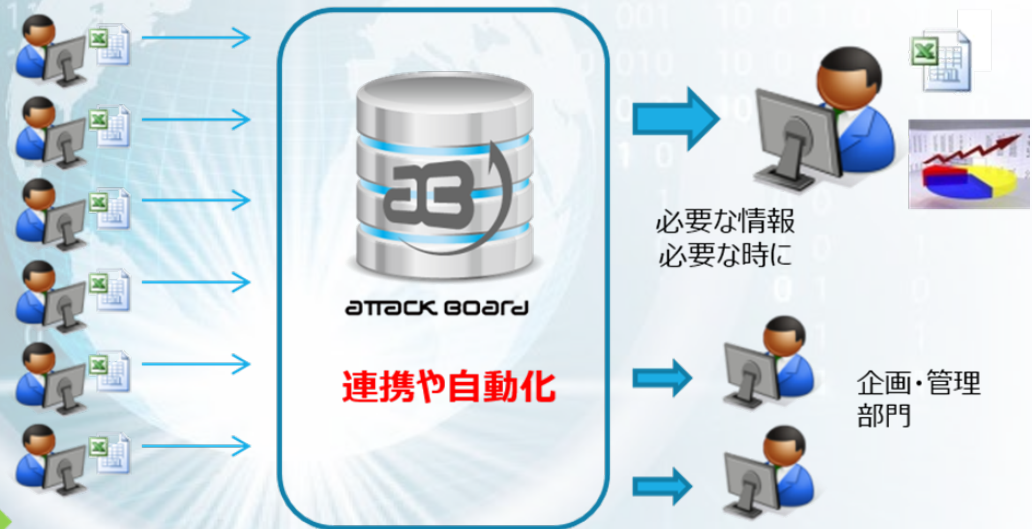 attack board
連携や自動化
必要な情報
必要な時に
企画・管理
部門